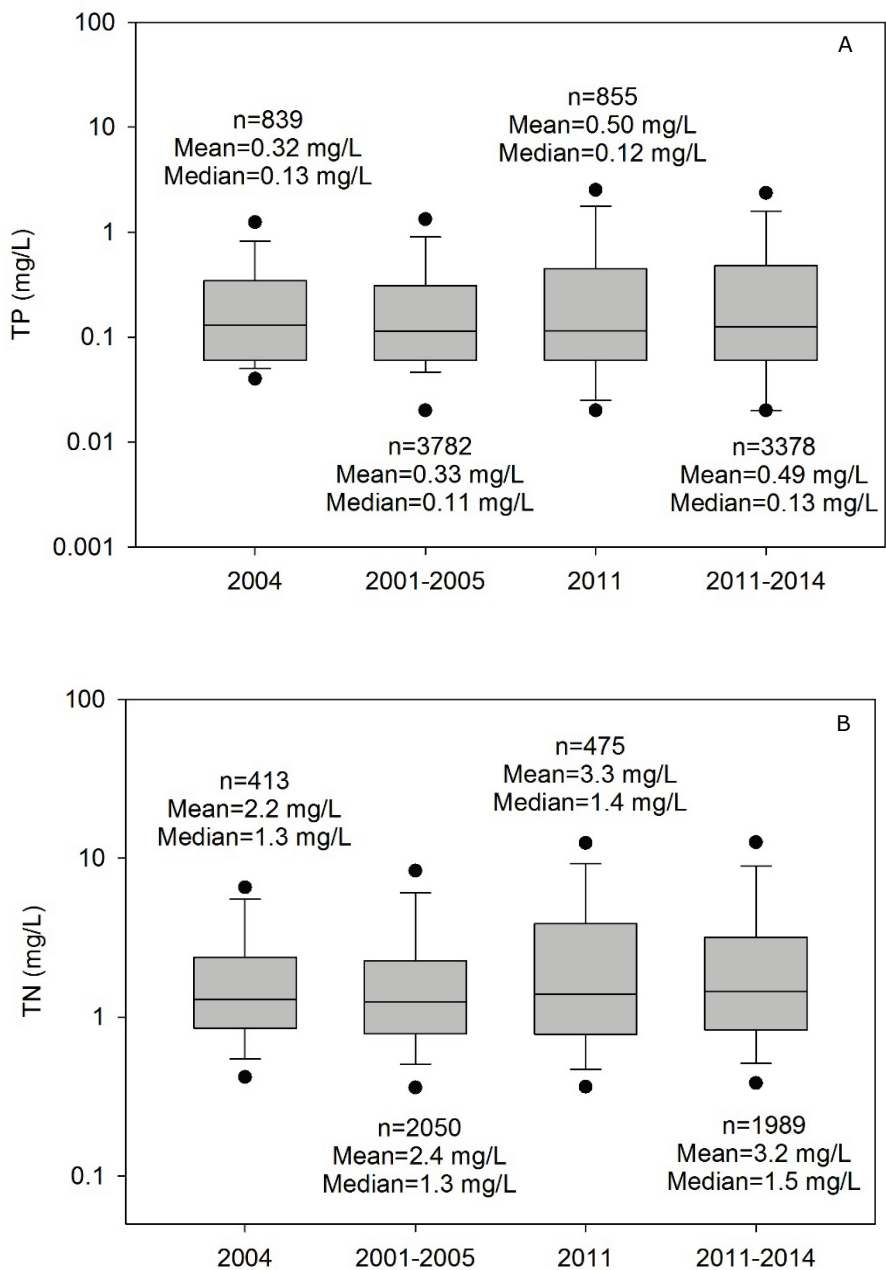 A
100
10
1
0.1
0.01
0.001
TP (mg/L)
n=839
Mean=0.32 mg/L
Median=0.13 mg/L
n=855
Mean=0.50 mg/L
Median=0.12 mg/L
n=3782
Mean=0.33 mg/L
Median=0.11 mg/L
n=3378
Mean=0.49 mg/L
Median=0.13 mg/L
2004
2001-2005
2011
2011-2014
B
100
10
1
0.1
TN (mg/L)
n=413
Mean=2.2 mg/L
Median=1.3 mg/L
n=475
Mean=3.3 mg/L
Median=1.4 mg/L
n=2050
Mean=2.4 mg/L
Median=1.3 mg/L
n=1989
Mean=3.2 mg/L
Median=1.5 mg/L
2004
2001-2005
2011
2011-2014